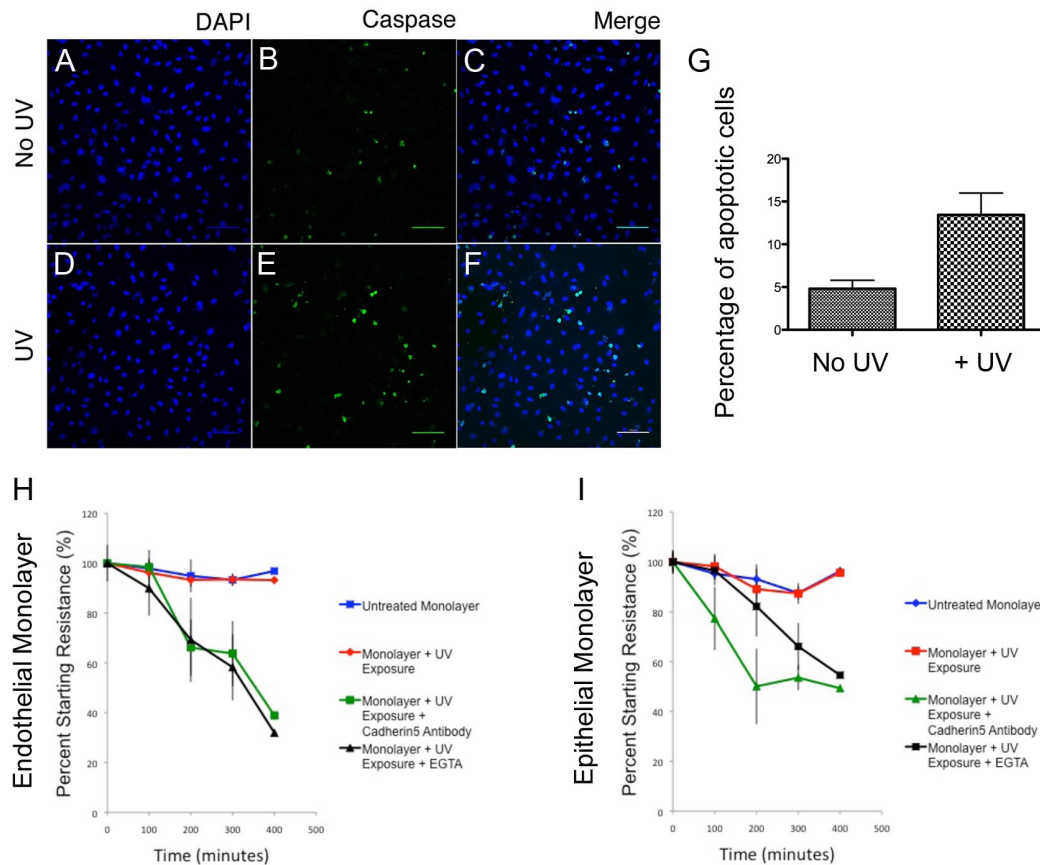 DAPI
Caspase
Merge
No UV
A
B
C
UV
D
E
F
G
Percentage of apoptotic cells
20
15
10
5
0
No UV
+ UV
H
Endothelial Monolayer
Percent Starting Resistance (%)
120
100
80
60
40
20
0
0 100 200 300 400 500
Time (minutes)
Untreated Monolayer
Monolayer + UV
Exposure
Monolayer + UV
Exposure +
Cadherin5 Antibody
Monolayer + UV
Exposure + EGTA
I
Epithelial Monolayer
Percent Starting Resistance (%)
120
100
80
60
40
20
0
0 100 200 300 400 500
Time (minutes)
Untreated Monolaye
Monolayer + UV
Exposure
Monolayer + UV
Exposure +
Cadherin5 Antibody
Monolayer + UV
Exposure + EGTA